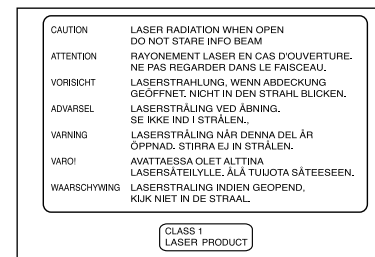 CAUTION LASER RADIATION WHEN OPEN
DO NOT STARE INFO BEAM
ATTENTION RAYONEMENT LASER EN CAS D'OUVERTURE.
NE PAS REGARDER DANS LE FAISCEAU.
VORISICHT LASERSTRAHLUNG, WENN ABDECKUNG
GEÖFFNET. NICHT IN DEN STRAHL BLICKEN.
ADVARSEL LASERSTRÅLING VED ÅBNING.
SE IKKE IND I STRÅLEN.,
VARNING LASERSTRÅLING NÅR DENNA DEL ÅR
ÖPPNAD. STIRRA EJ IN STRÅLEN.
VARO! AVATTAESSA OLET ALTTINA
LASERSÄTEILYLLE. ÄLÄ TUIJOTA SÄTEESEEN.
WAARSCHYWING LASERSTRALING INDIEN GEOPEND,
KIJK NIET IN DE STRAAL.
CLASS 1
LASER PRODUCT